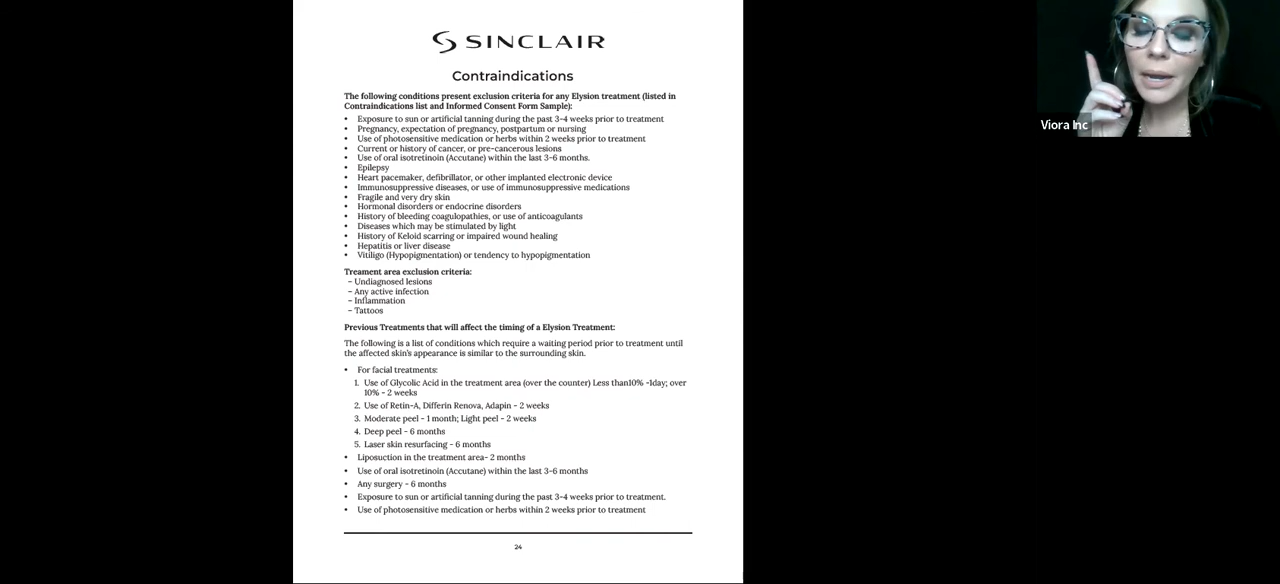 SINCLAIR
Contraindications
The following conditions present exclusion criteria for any Elysion treatment (listed in
Contraindications list and Informed Consent Form Sample):
• Exposure to sun or artificial tanning during the past 3-4 weeks prior to treatment
• Pregnancy, expectation of pregnancy, postpartum or nursing
• Use of photosensitive medication or herbs within 2 weeks prior to treatment
• Current or history of cancer, or pre-cancerous lesions
• Use of oral isotretinoin (Accutane) within the last 3-6 months.
• Epilepsy
• Heart pacemaker, defibrillator, or other implanted electronic device
• Immunosuppressive diseases, or use of immunosuppressive medications
• Fragile and very dry skin
• Hormonal disorders or endocrine disorders
• History of bleeding coagulopathies, or use of anticoagulants
• Diseases which may be stimulated by light
• History of Keloid scarring or impaired wound healing
• Hepatitis or liver disease
• Vitiligo (Hypopigmentation) or tendency to hypopigmentation
Treament area exclusion criteria:
– Undiagnosed lesions
– Any active infection
– Inflammation
– Tattoos
Previous Treatments that will affect the timing of a Elysion Treatment:
The following is a list of conditions which require a waiting period prior to treatment until
the affected skin's appearance is similar to the surrounding skin.
• For facial treatments:
1. Use of Glycolic Acid in the treatment area (over the counter) Less than10% -1day; over
10% - 2 weeks
2. Use of Retin-A, Differin Renova, Adapin - 2 weeks
3. Moderate peel - 1 month; Light peel - 2 weeks
4. Deep peel - 6 months
5. Laser skin resurfacing - 6 months
• Liposuction in the treatment area- 2 months
• Use of oral isotretinoin (Accutane) within the last 3-6 months
• Any surgery - 6 months
• Exposure to sun or artificial tanning during the past 3-4 weeks prior to treatment.
• Use of photosensitive medication or herbs within 2 weeks prior to treatment
24
Viora Inc